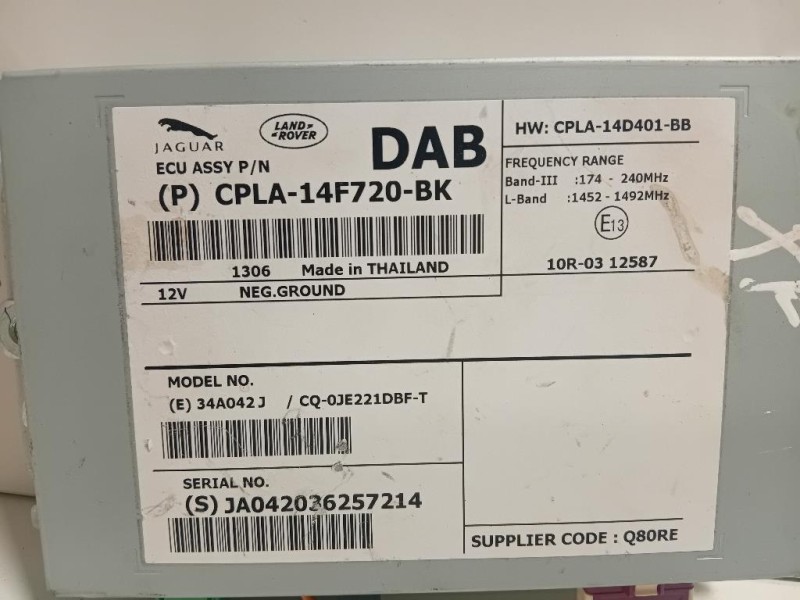 JAGUAR
LAND ROVER
DAB
ECU ASSY P/N
(P) CPLA-14F720-BK
1306 Made in THAILAND
12V NEG.GROUND
HW: CPLA-14D401-BB
FREQUENCY RANGE
Band-III :174 - 240MHz
L-Band :1452 - 1492MHz
E13
10R-03 12587
MODEL NO.
(E) 34A042J / CQ-0JE221DBF-T
SERIAL NO.
(S) JA042036257214
SUPPLIER CODE : Q80RE